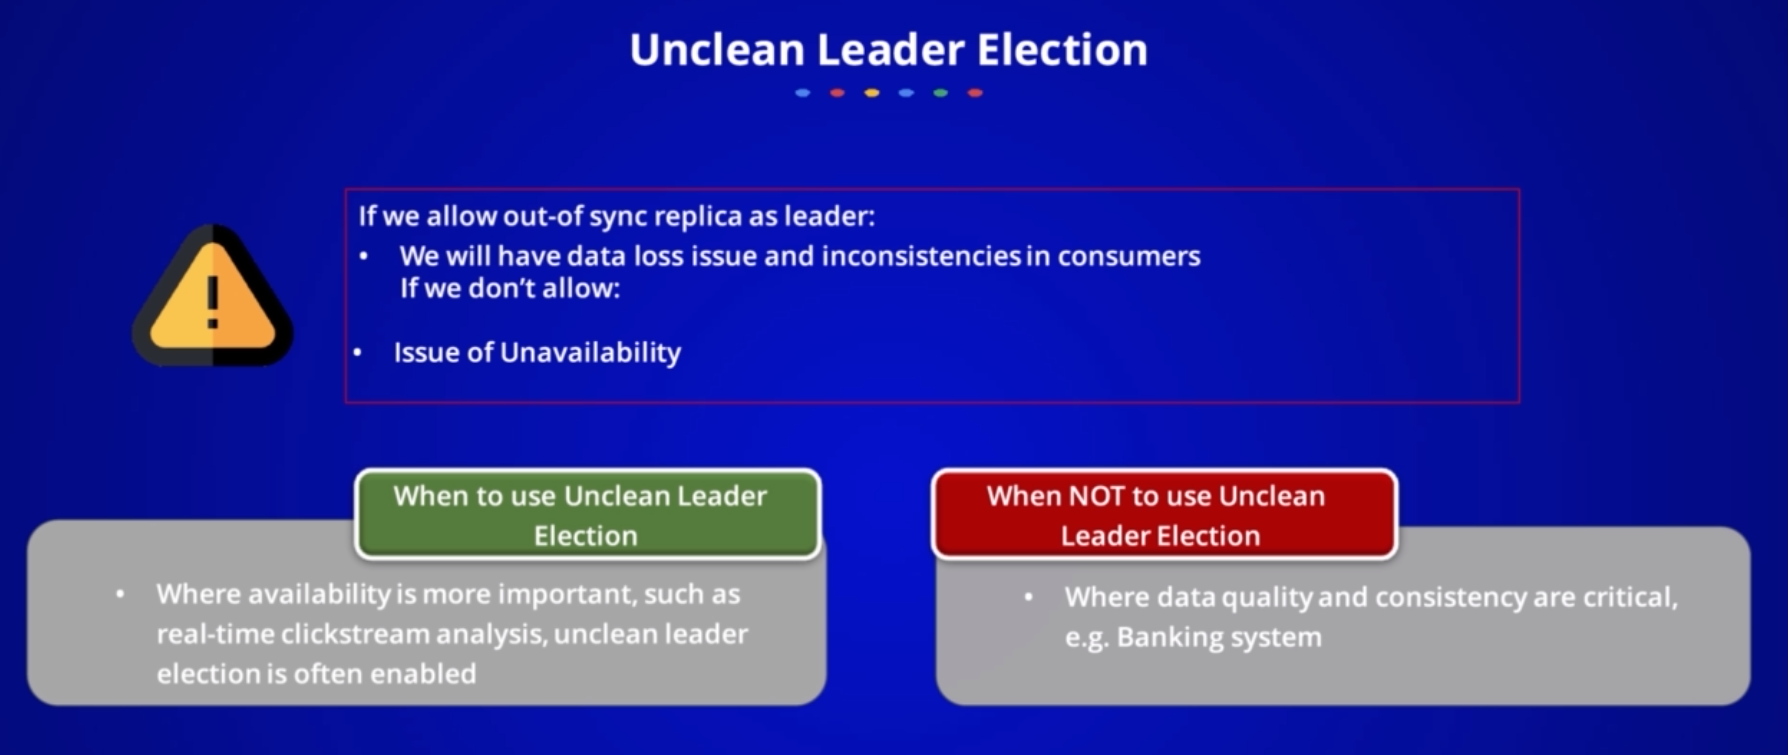 Unclean Leader Election
If we allow out-of sync replica as leader:
• We will have data loss issue and inconsistencies in consumers
If we don’t allow:
• Issue of Unavailability
When to use Unclean Leader
Election
• Where availability is more important, such as
real-time clickstream analysis, unclean leader
election is often enabled
When NOT to use Unclean
Leader Election
• Where data quality and consistency are critical,
e.g. Banking system